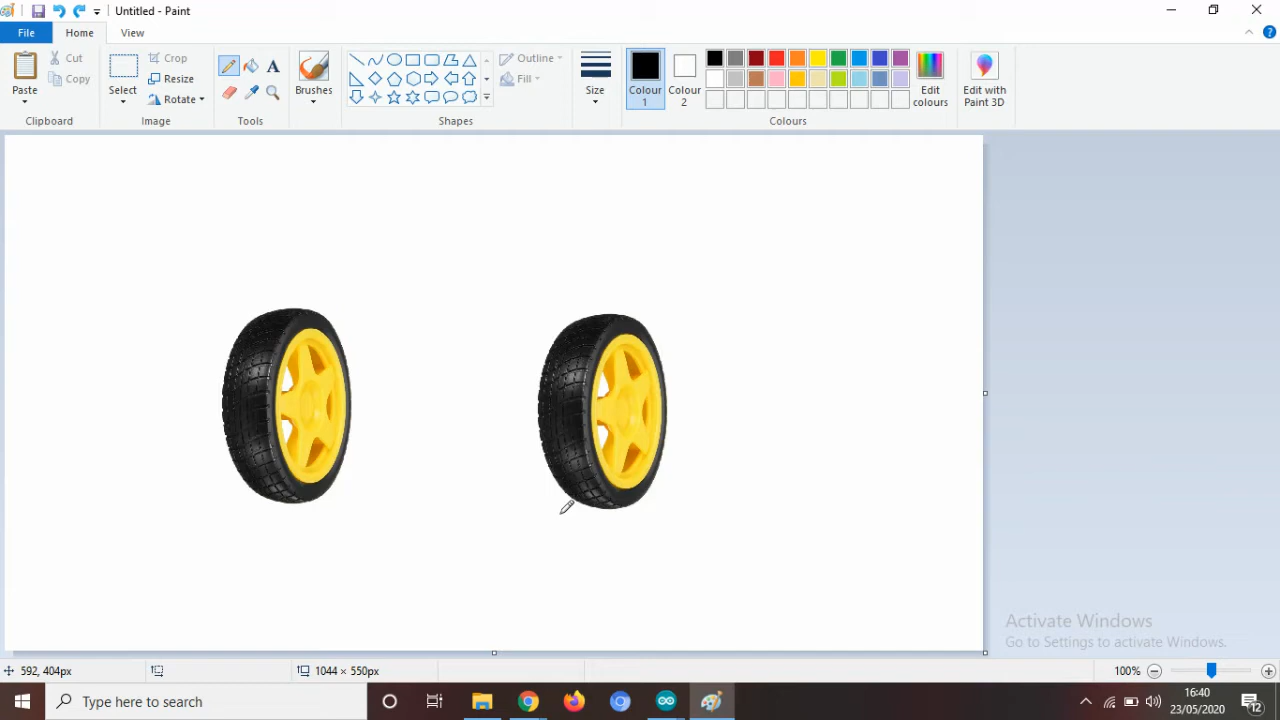 Untitled - Paint
File Home View
Paste
Cut
Copy
Clipboard
Select
Crop
Resize
Rotate
Image
A
Tools
Brushes
Outline
Fill
Shapes
Size
Colour 1
Colour 2
Edit colours
Colours
Edit with Paint 3D
Activate Windows
Go to Settings to activate Windows.
592, 404px 1044 × 550px 100%
Type here to search
16:40
23/05/2020
12